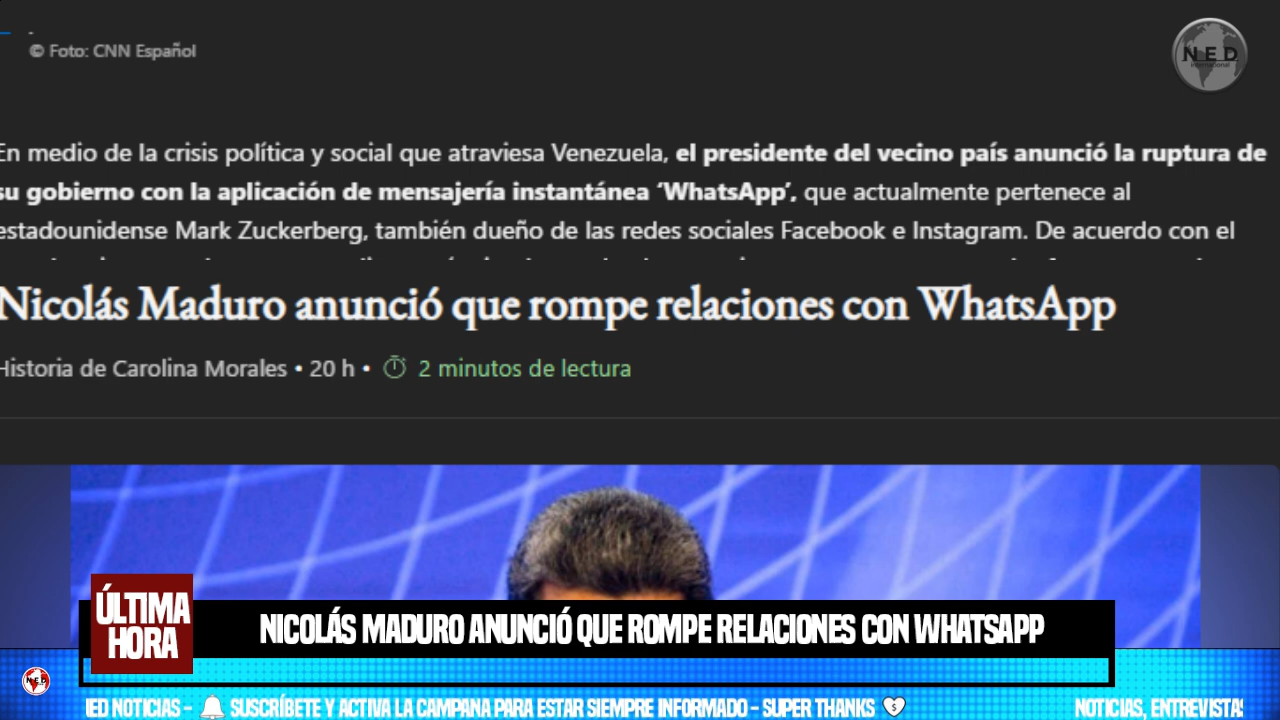 © Foto: CNN Español
NED
international
En medio de la crisis política y social que atraviesa Venezuela, el presidente del vecino país anunció la ruptura de
su gobierno con la aplicación de mensajería instantánea ‘WhatsApp’, que actualmente pertenece al
estadounidense Mark Zuckerberg, también dueño de las redes sociales Facebook e Instagram. De acuerdo con el
Nicolás Maduro anunció que rompe relaciones con WhatsApp
Historia de Carolina Morales • 20 h • 2 minutos de lectura
ÚLTIMA
HORA
NICOLÁS MADURO ANUNCIÓ QUE ROMPE RELACIONES CON WHATSAPP
NED
NED NOTICIAS - SUSCRÍBETE Y ACTIVA LA CAMPANA PARA ESTAR SIEMPRE INFORMADO - SUPER THANKS NOTICIAS, ENTREVISTAS